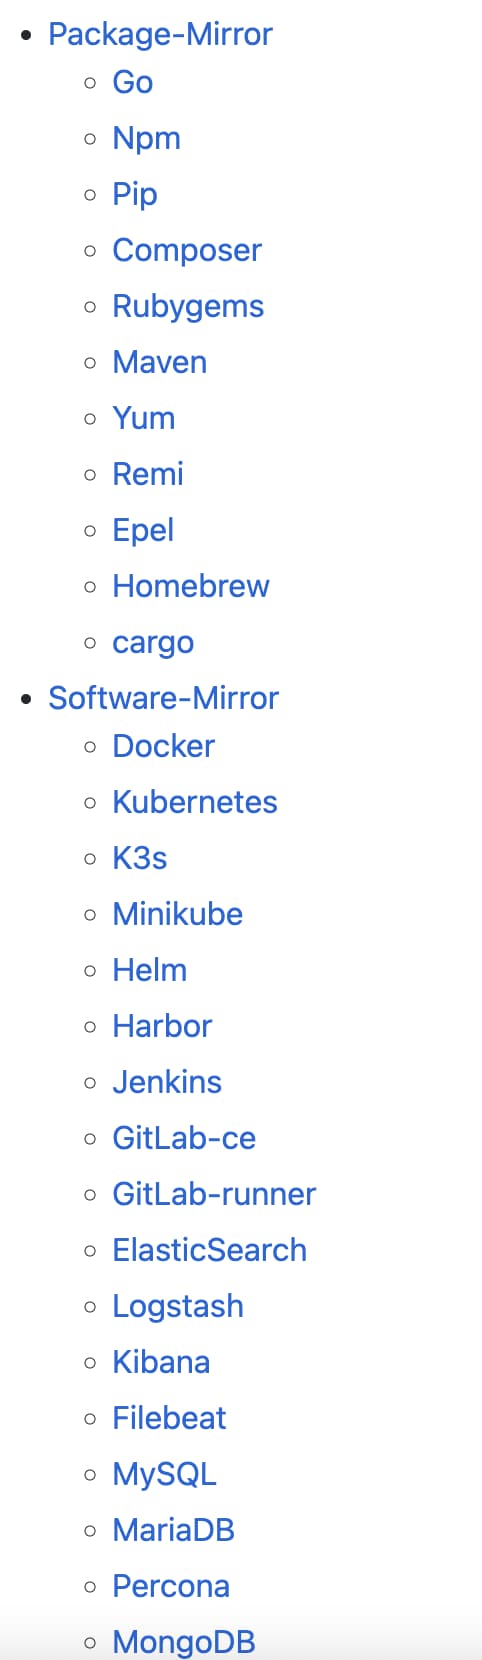 Package-Mirror
Go
Npm
Pip
Composer
Rubygems
Maven
Yum
Remi
Epel
Homebrew
cargo
Software-Mirror
Docker
Kubernetes
K3s
Minikube
Helm
Harbor
Jenkins
GitLab-ce
GitLab-runner
ElasticSearch
Logstash
Kibana
Filebeat
MySQL
MariaDB
Percona
MongoDB